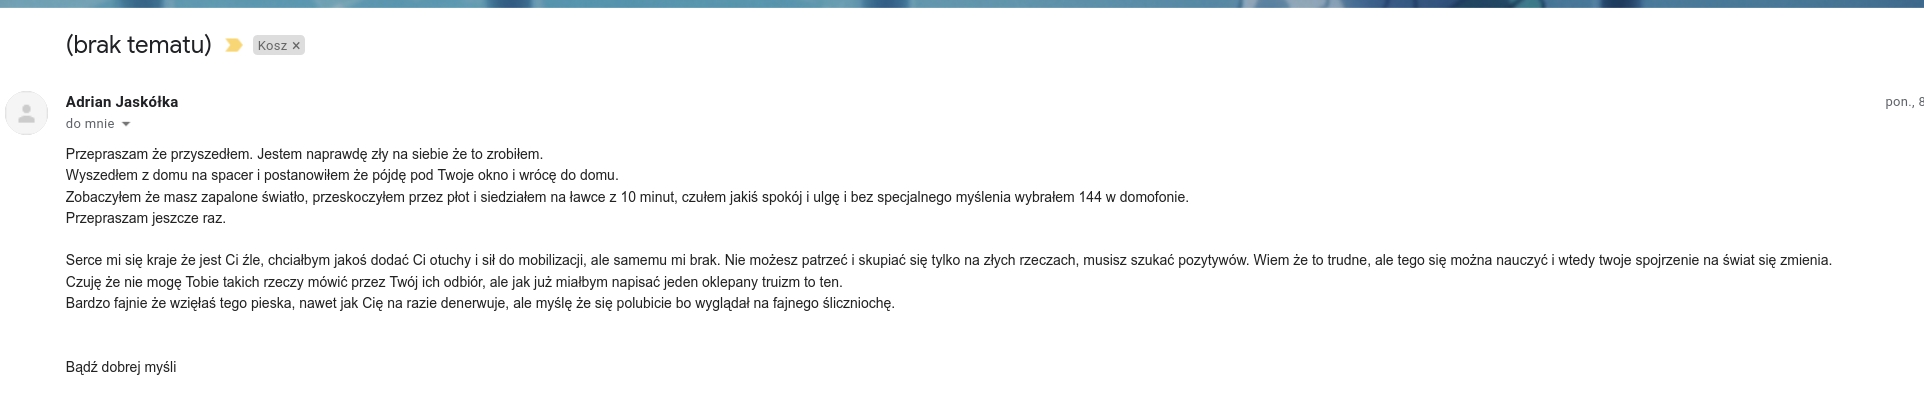 (brak tematu) Kosz ×
Adrian Jaskółka
pon., 8
do mnie
Przepraszam że przyszedłem. Jestem naprawdę zły na siebie że to zrobiłem.
Wyszedłem z domu na spacer i postanowiłem że pójdę pod Twoje okno i wrócę do domu.
Zobaczyłem że masz zapalone światło, przeskoczyłem przez płot i siedziałem na ławce z 10 minut, czułem jakiś spokój i ulgę i bez specjalnego myślenia wybrałem 144 w domofonie.
Przepraszam jeszcze raz.
Serce mi się kraje że jest Ci źle, chciałbym jakoś dodać Ci otuchy i sił do mobilizacji, ale samemu mi brak. Nie możesz patrzeć i skupiać się tylko na złych rzeczach, musisz szukać pozytywów. Wiem że to trudne, ale tego się można nauczyć i wtedy twoje spojrzenie na świat się zmienia.
Czuję że nie mogę Tobie takich rzeczy mówić przez Twój ich odbiór, ale jak już miałbym napisać jeden oklepany truizm to ten.
Bardzo fajnie że wzięłaś tego pieska, nawet jak Cię na razie denerwuje, ale myślę że się polubicie bo wyglądał na fajnego śliczniochę.
Bądź dobrej myśli